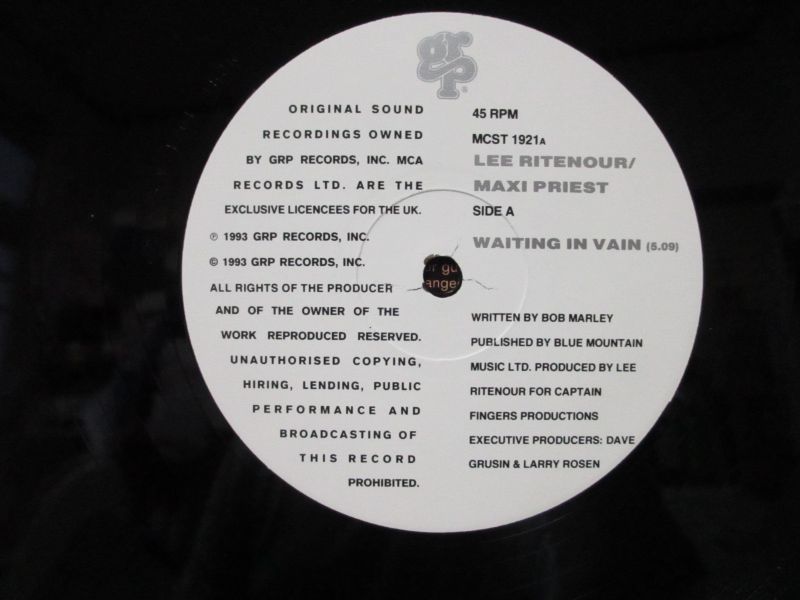 grp®
ORIGINAL SOUND
RECORDINGS OWNED
BY GRP RECORDS, INC. MCA
RECORDS LTD. ARE THE
EXCLUSIVE LICENCEES FOR THE UK.
℗ 1993 GRP RECORDS, INC.
© 1993 GRP RECORDS, INC.
ALL RIGHTS OF THE PRODUCER
AND OF THE OWNER OF THE
WORK REPRODUCED RESERVED.
UNAUTHORISED COPYING,
HIRING, LENDING, PUBLIC
PERFORMANCE AND
BROADCASTING OF
THIS RECORD
PROHIBITED.
45 RPM
MCST 1921A
LEE RITENOUR/
MAXI PRIEST
SIDE A
WAITING IN VAIN (5.09)
WRITTEN BY BOB MARLEY
PUBLISHED BY BLUE MOUNTAIN
MUSIC LTD. PRODUCED BY LEE
RITENOUR FOR CAPTAIN
FINGERS PRODUCTIONS
EXECUTIVE PRODUCERS: DAVE
GRUSIN & LARRY ROSEN